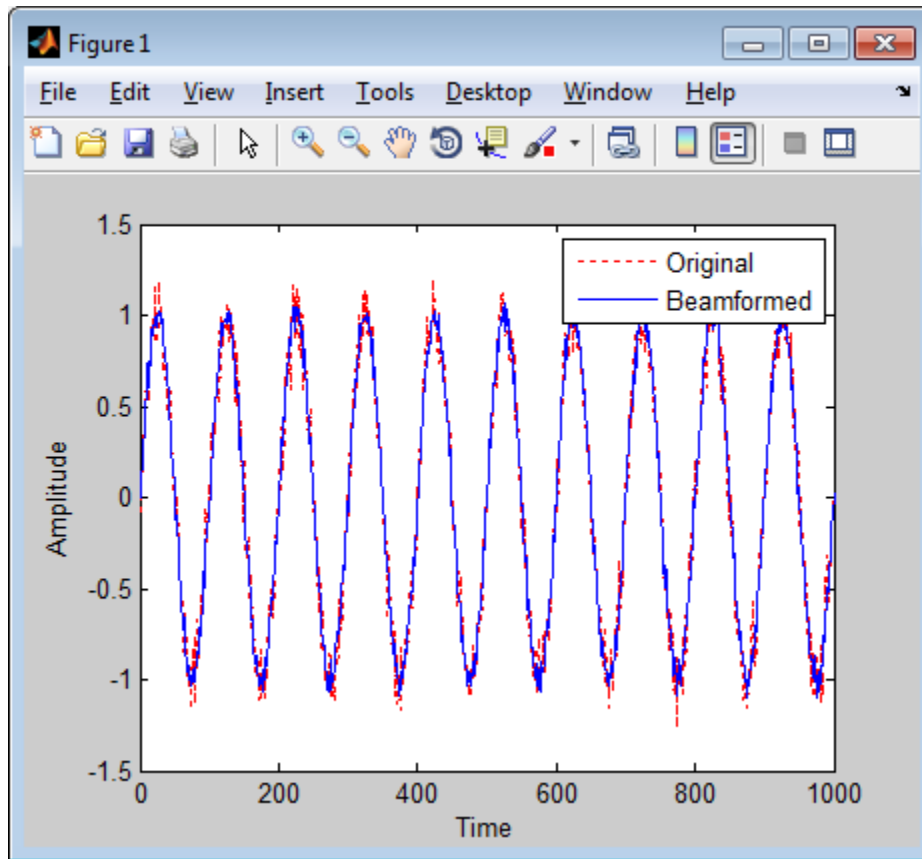 Figure 1
File Edit View Insert Tools Desktop Window Help
1.5
1
0.5
0
-0.5
-1
-1.5
Amplitude
Original
Beamformed
0 200 400 600 800 1000
Time